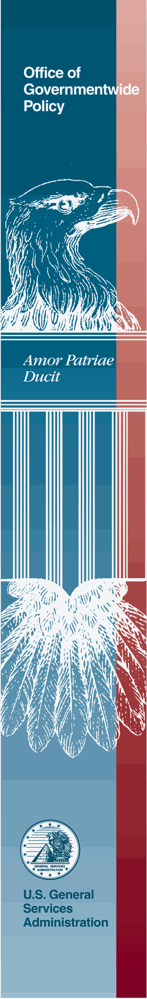 Office of
Governmentwide
Policy
Amor Patriae
Ducit
GENERAL SERVICES
ADMINISTRATION
U.S. General
Services
Administration